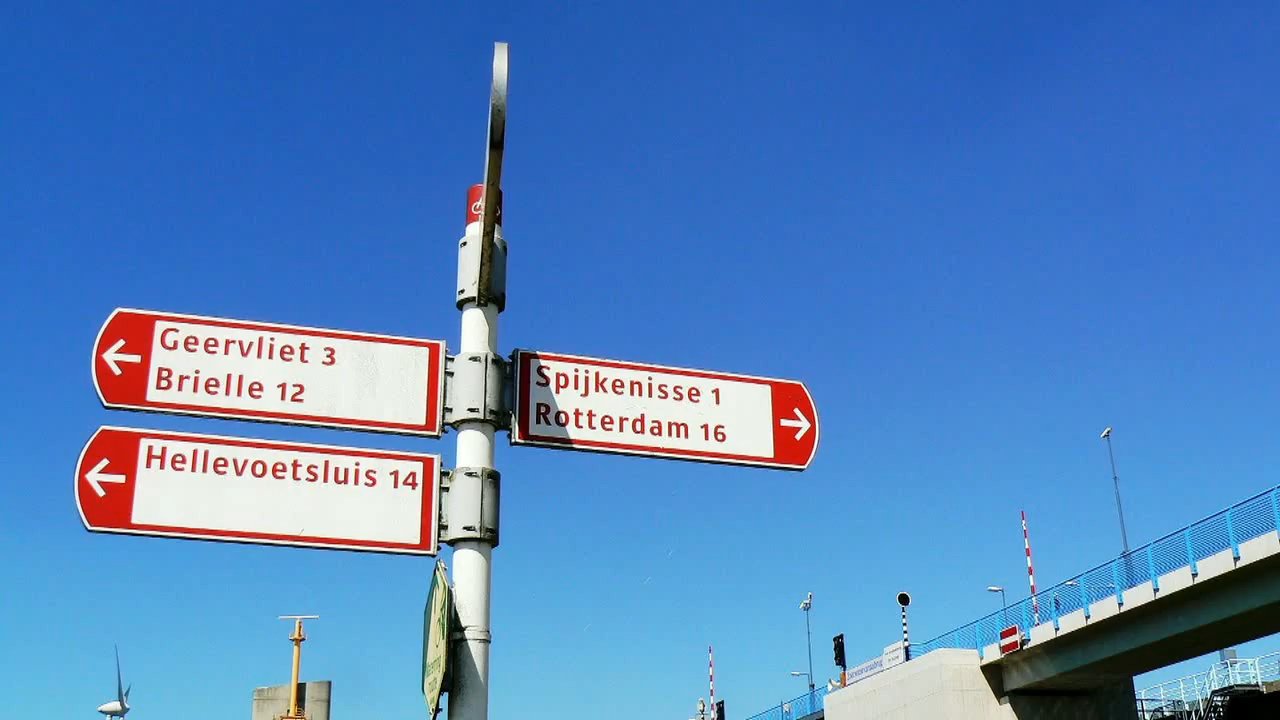 Geervliet 3
Brielle 12
Hellevoetsluis 14
Spijkenisse 1
Rotterdam 16